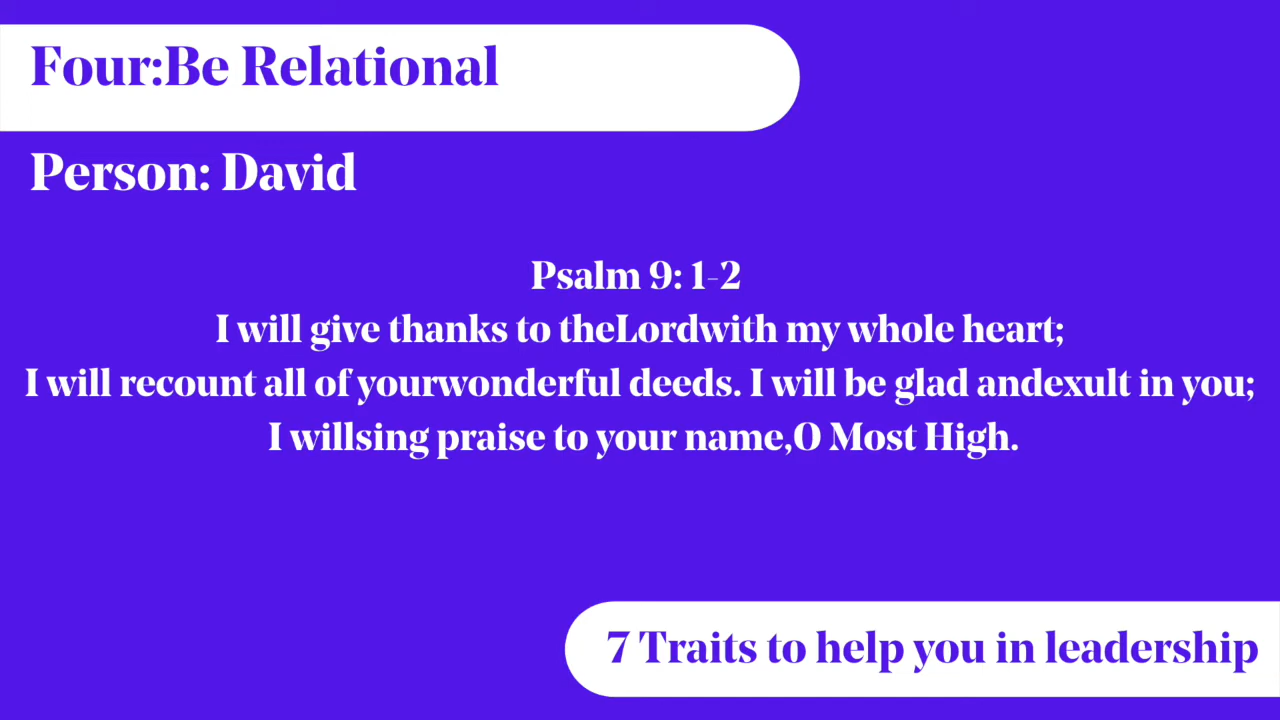 Four:Be Relational
Person: David
Psalm 9: 1-2
I will give thanks to theLordwith my whole heart;
I will recount all of yourwonderful deeds. I will be glad andexult in you;
I willsing praise to your name,O Most High.
7 Traits to help you in leadership